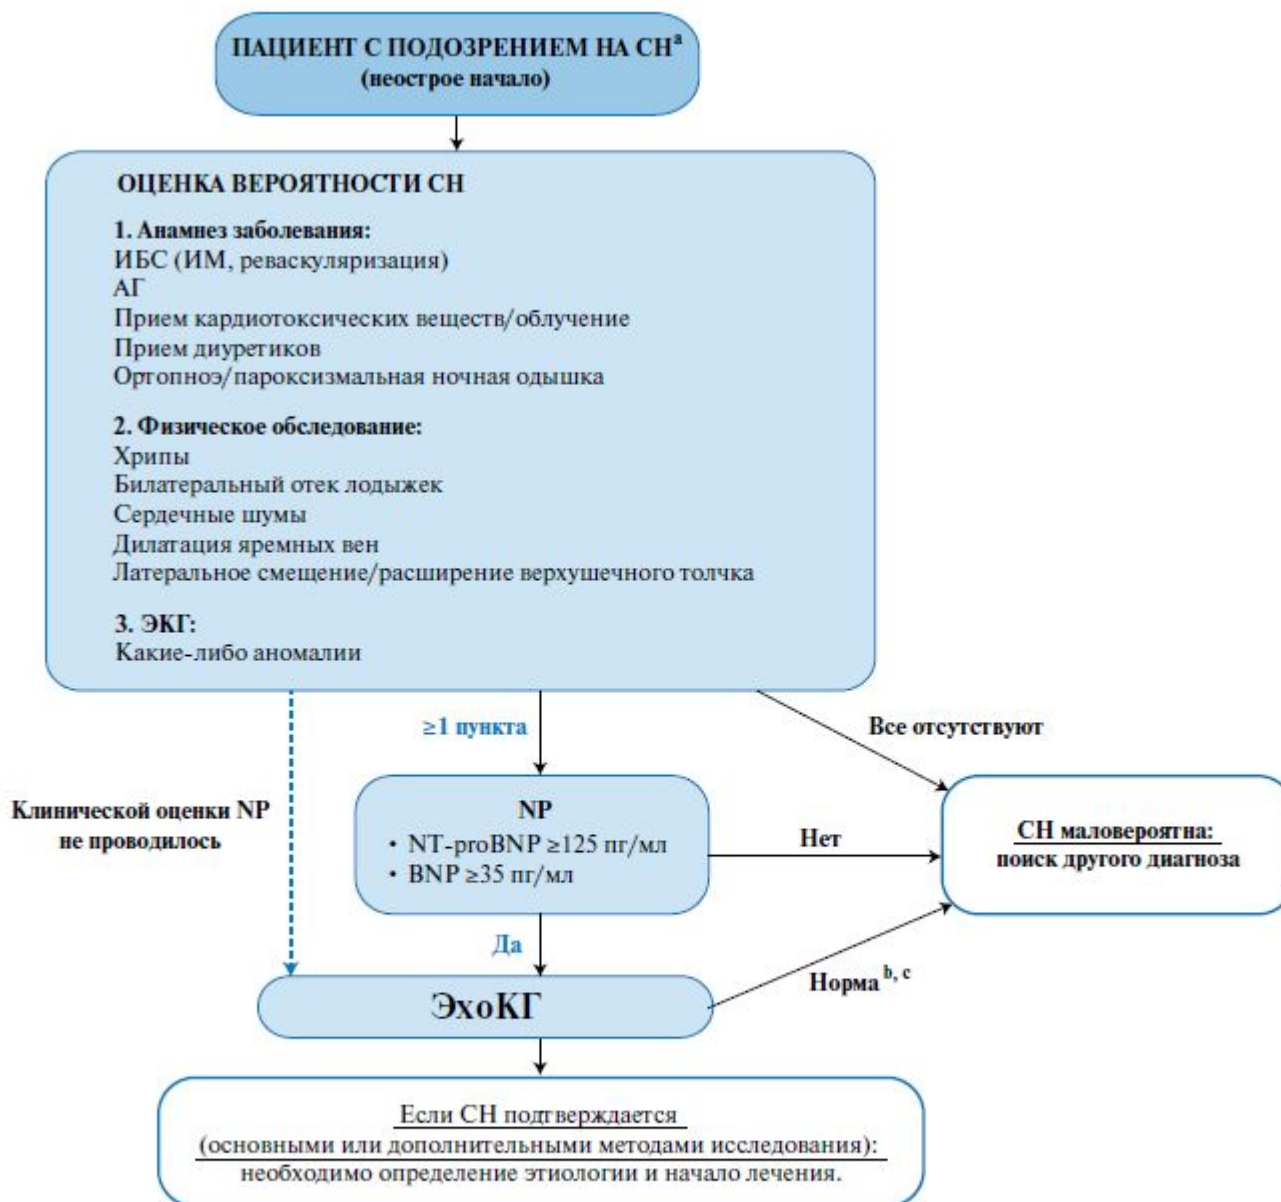 ПАЦИЕНТ С ПОДОЗРЕНИЕМ НА СНᵃ
(неострое начало)
ОЦЕНКА ВЕРОЯТНОСТИ СН
1. Анамнез заболевания:
ИБС (ИМ, реваскуляризация)
АГ
Прием кардиотоксических веществ/облучение
Прием диуретиков
Ортопноэ/пароксизмальная ночная одышка
2. Физическое обследование:
Хрипы
Билатеральный отек лодыжек
Сердечные шумы
Дилатация яремных вен
Латеральное смещение/расширение верхушечного толчка
3. ЭКГ:
Какие-либо аномалии
≥1 пункта
Все отсутствуют
Клинической оценки NP
не проводилось
NP
• NT-proBNP ≥125 пг/мл
• BNP ≥35 пг/мл
Нет
СН маловероятна:
поиск другого диагноза
Да
Норма ᵇ, ᶜ
ЭхоКГ
Если СН подтверждается
(основными или дополнительными методами исследования):
необходимо определение этиологии и начало лечения.